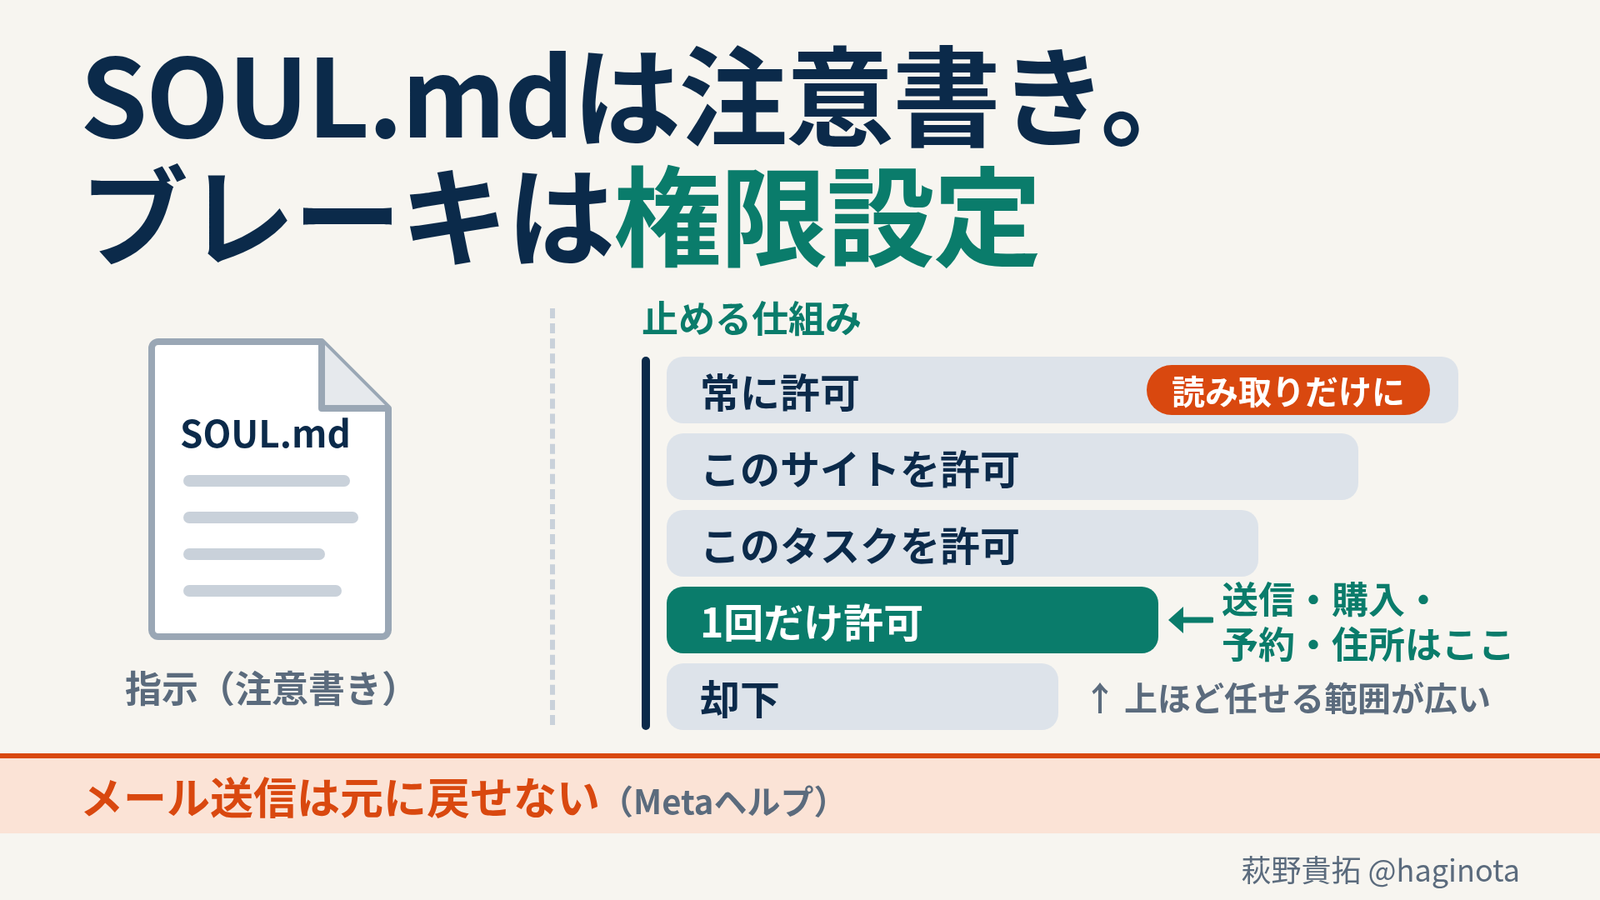 SOUL.mdは注意書き。
ブレーキは権限設定
止める仕組み
SOUL.md
指示（注意書き）
常に許可
読み取りだけに
このサイトを許可
このタスクを許可
1回だけ許可
←送信・購入・
予約・住所はここ
却下
↑ 上ほど任せる範囲が広い
メール送信は元に戻せない（Metaヘルプ）
萩野貴拓 @haginota